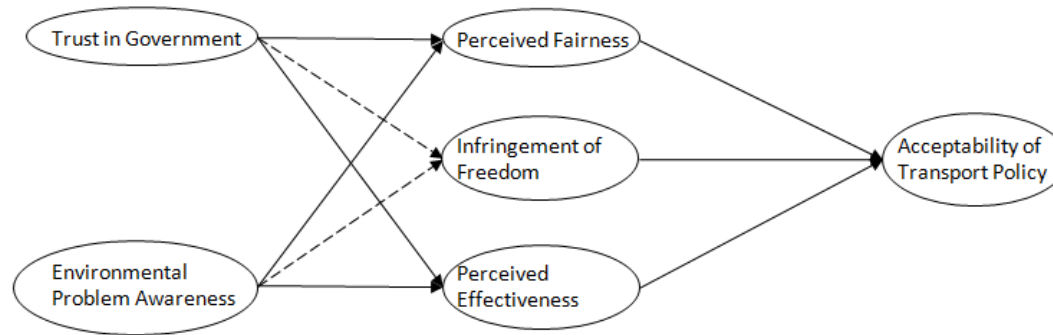 Trust in Government
Perceived Fairness
Infringement of
Freedom
Acceptability of
Transport Policy
Environmental
Problem Awareness
Perceived
Effectiveness